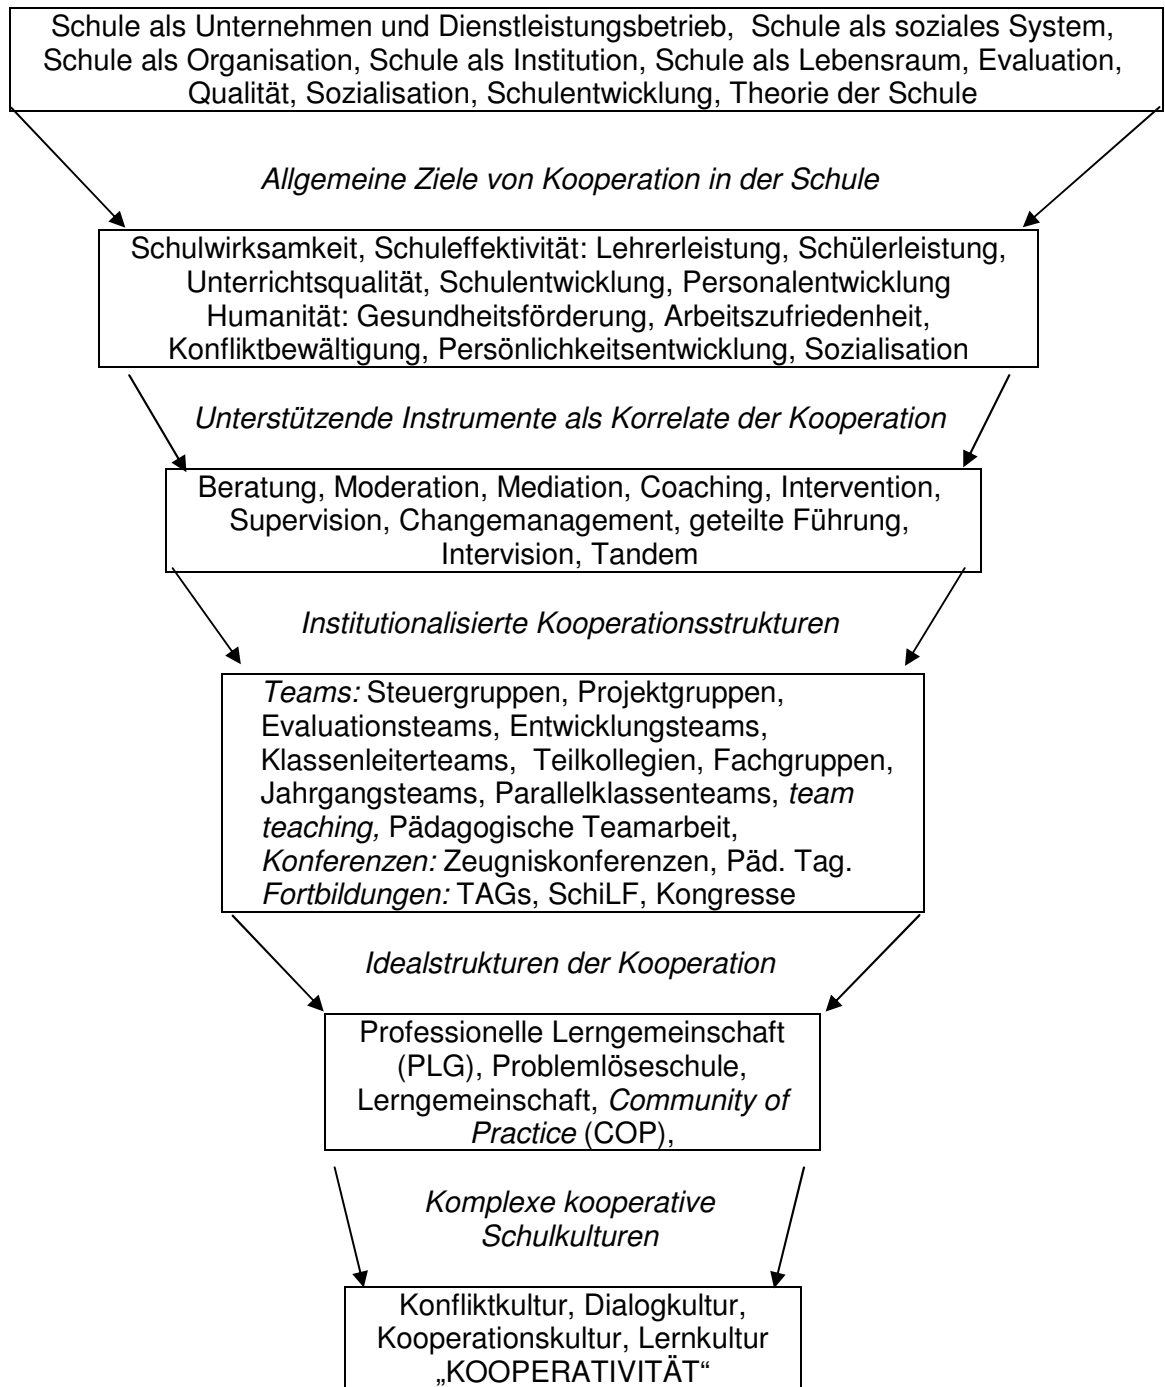 Schule als Unternehmen und Dienstleistungsbetrieb,  Schule als soziales System,
Schule als Organisation, Schule als Institution, Schule als Lebensraum, Evaluation,
Qualität, Sozialisation, Schulentwicklung, Theorie der Schule
Allgemeine Ziele von Kooperation in der Schule
Schulwirksamkeit, Schuleffektivität: Lehrerleistung, Schülerleistung,
Unterrichtsqualität, Schulentwicklung, Personalentwicklung
Humanität: Gesundheitsförderung, Arbeitszufriedenheit,
Konfliktbewältigung, Persönlichkeitsentwicklung, Sozialisation
Unterstützende Instrumente als Korrelate der Kooperation
Beratung, Moderation, Mediation, Coaching, Intervention,
Supervision, Changemanagement, geteilte Führung,
Intervision, Tandem
Institutionalisierte Kooperationsstrukturen
Teams: Steuergruppen, Projektgruppen,
Evaluationsteams, Entwicklungsteams,
Klassenleiterteams,  Teilkollegien, Fachgruppen,
Jahrgangsteams, Parallelklassenteams, team
teaching, Pädagogische Teamarbeit,
Konferenzen: Zeugniskonferenzen, Päd. Tag.
Fortbildungen: TAGs, SchiLF, Kongresse
Idealstrukturen der Kooperation
Professionelle Lerngemeinschaft
(PLG), Problemlöseschule,
Lerngemeinschaft, Community of
Practice (COP),
Komplexe kooperative
Schulkulturen
Konfliktkultur, Dialogkultur,
Kooperationskultur, Lernkultur
„KOOPERATIVITÄT“